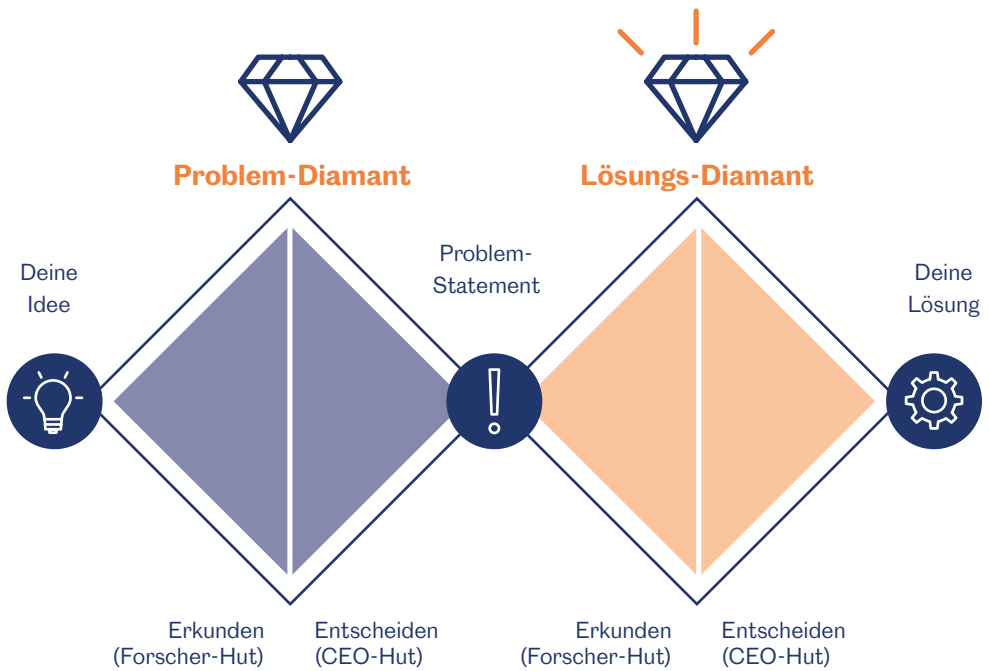 Problem-Diamant
Lösungs-Diamant
Deine
Idee
Problem-
Statement
Deine
Lösung
Erkunden
(Forscher-Hut)
Entscheiden
(CEO-Hut)
Erkunden
(Forscher-Hut)
Entscheiden
(CEO-Hut)